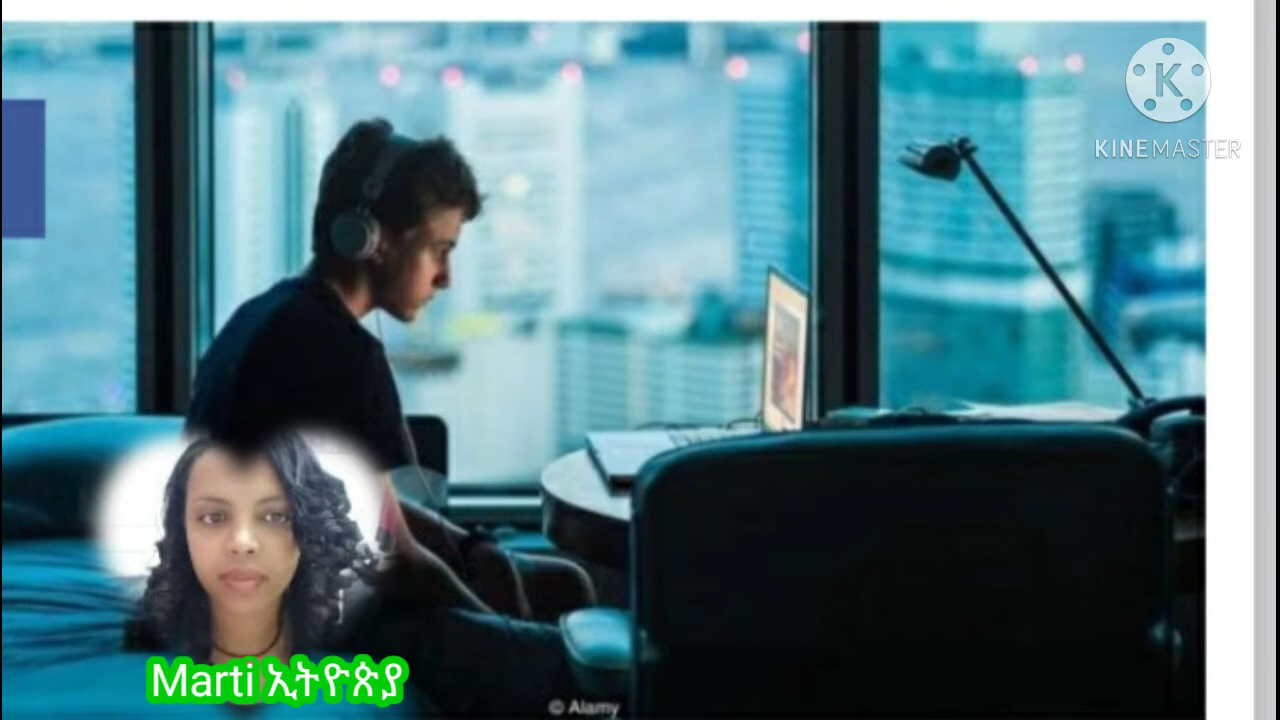 K
KINEMASTER
Marti ኢትዮጵያ
© Alamy